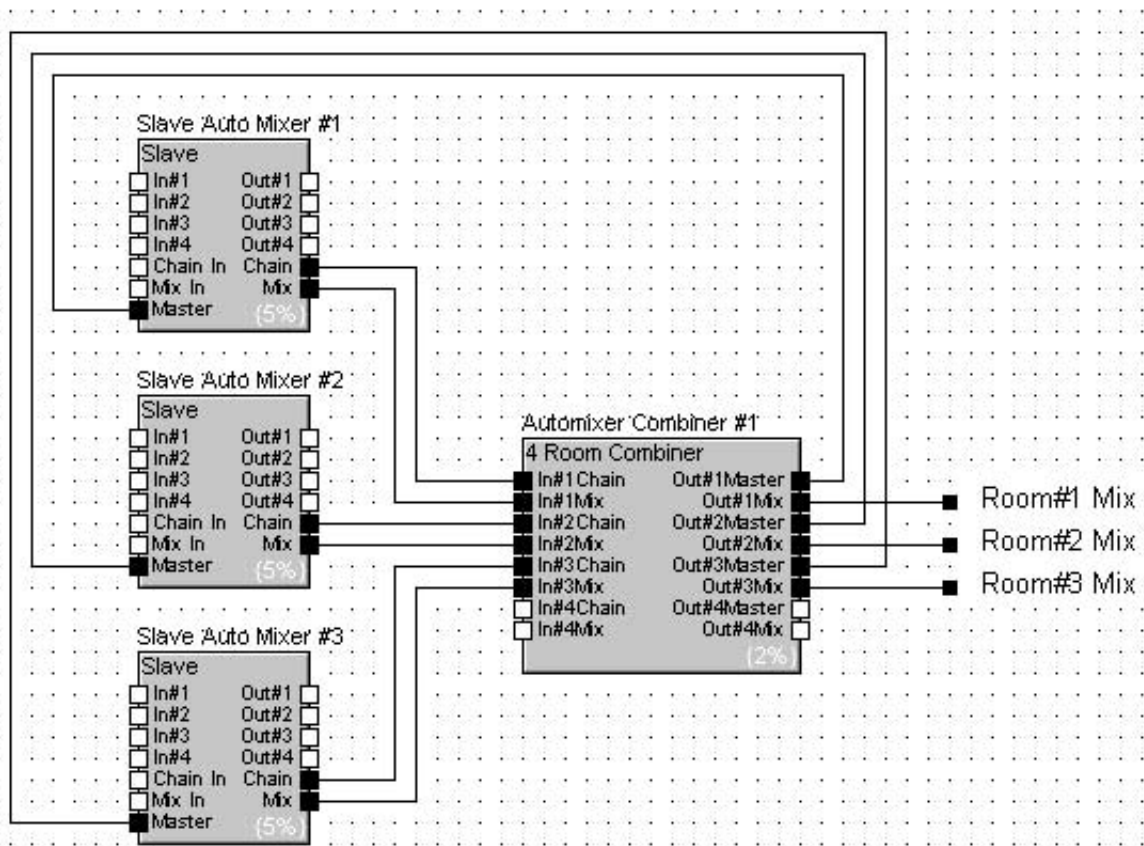 Slave Auto Mixer #1
Slave
In#1 Out#1
In#2 Out#2
In#3 Out#3
In#4 Out#4
Chain In Chain
Mix In Mix
Master (5%)
Slave Auto Mixer #2
Slave
In#1 Out#1
In#2 Out#2
In#3 Out#3
In#4 Out#4
Chain In Chain
Mix In Mix
Master (5%)
Slave Auto Mixer #3
Slave
In#1 Out#1
In#2 Out#2
In#3 Out#3
In#4 Out#4
Chain In Chain
Mix In Mix
Master (5%)
Automixer Combiner #1
4 Room Combiner
In#1Chain Out#1Master
In#1Mix Out#1Mix
In#2Chain Out#2Master
In#2Mix Out#2Mix
In#3Chain Out#3Master
In#3Mix Out#3Mix
In#4Chain Out#4Master
In#4Mix Out#4Mix
(2%)
Room#1 Mix
Room#2 Mix
Room#3 Mix